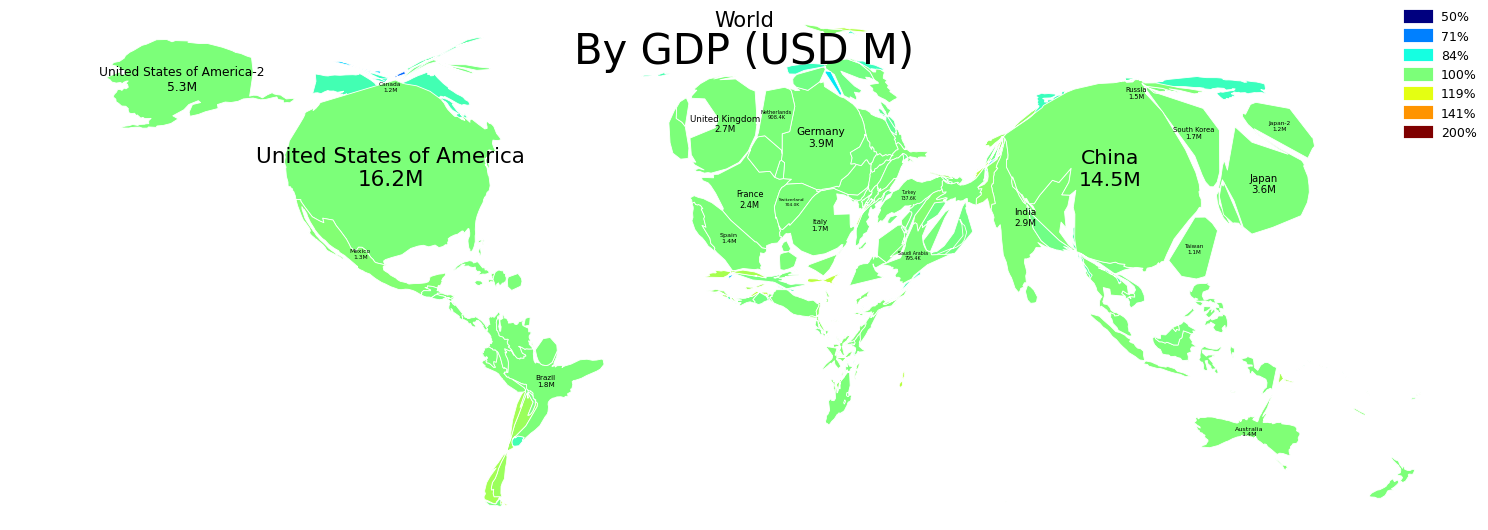 World
By GDP (USD M)
50%
71%
84%
100%
119%
141%
200%
United States of America-2
5.3M
Canada
1.2M
United States of America
16.2M
Mexico
1.3M
Brazil
1.8M
United Kingdom
2.7M
Netherlands
908.4K
Germany
3.9M
France
2.4M
Switzerland
Italy
1.7M
Spain
1.4M
Turkey
737.6K
Saudi Arabia
795.4K
Russia
1.5M
China
14.5M
India
2.9M
South Korea
1.7M
Japan-2
1.2M
Japan
3.6M
Taiwan
1.1M
Australia
1.4M